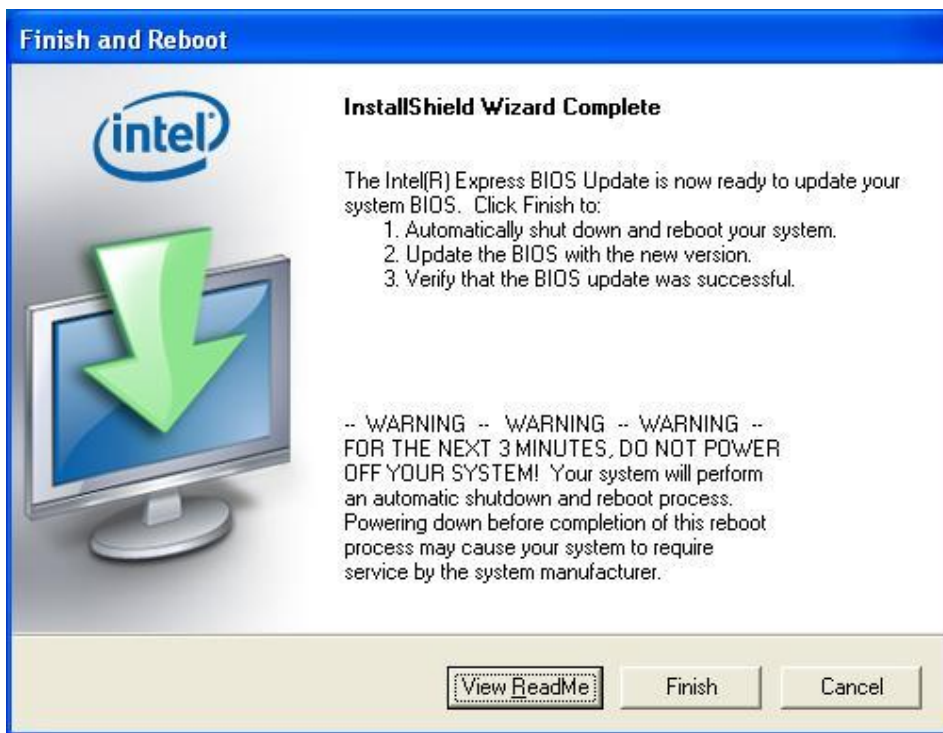 Finish and Reboot
intel
InstallShield Wizard Complete
The Intel(R) Express BIOS Update is now ready to update your
system BIOS.  Click Finish to:
1. Automatically shut down and reboot your system.
2. Update the BIOS with the new version.
3. Verify that the BIOS update was successful.
-- WARNING --  WARNING -- WARNING --
FOR THE NEXT 3 MINUTES, DO NOT POWER
OFF YOUR SYSTEM!  Your system will perform
an automatic shutdown and reboot process.
Powering down before completion of this reboot
process may cause your system to require
service by the system manufacturer.
View ReadMe
Finish
Cancel